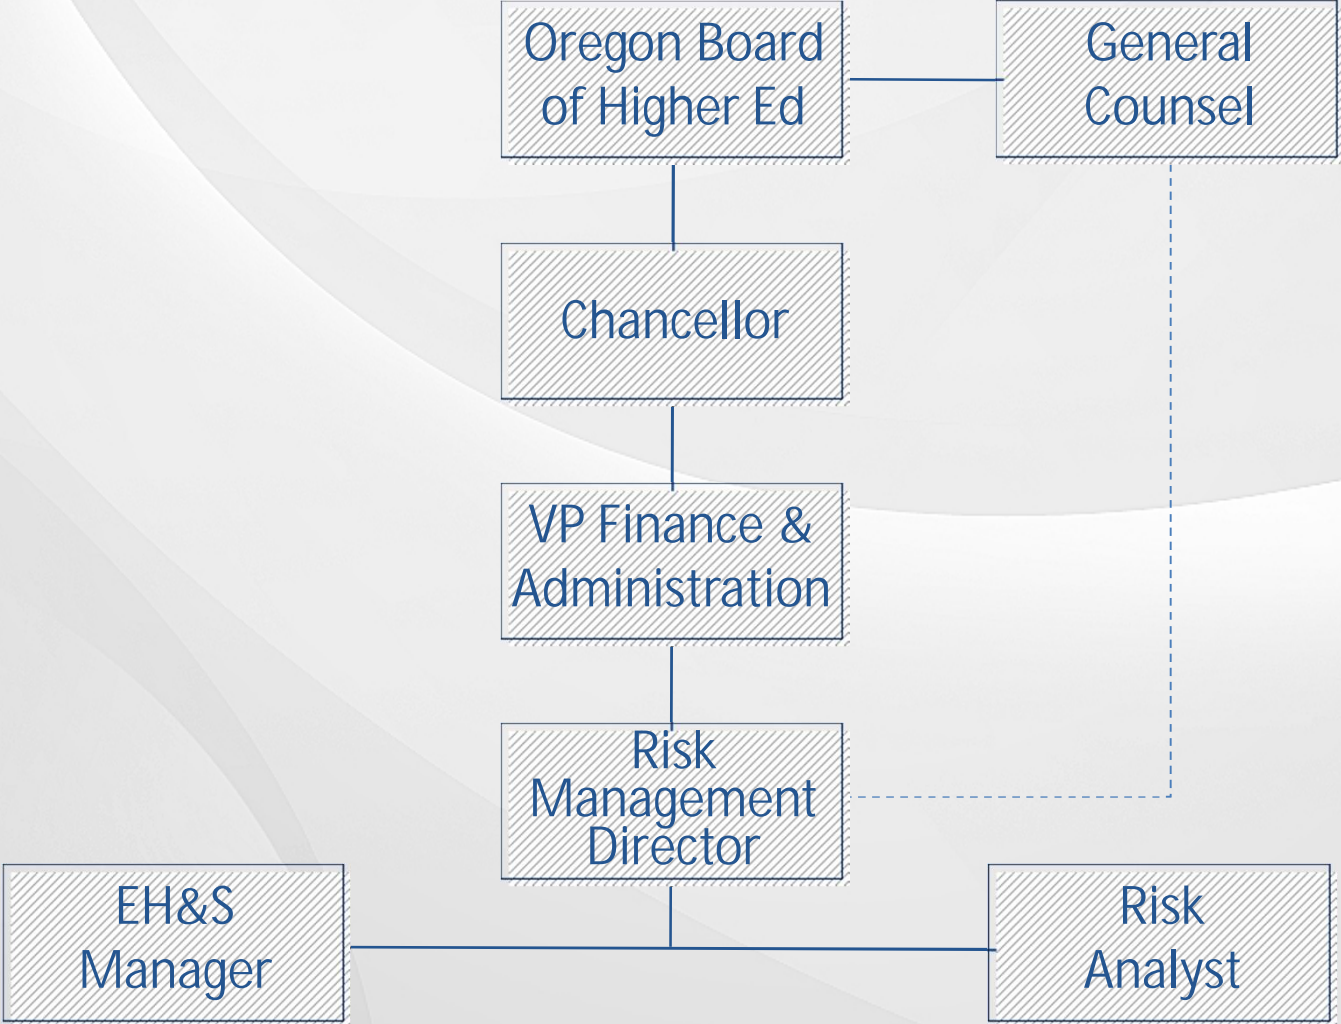 Oregon Board
of Higher Ed
General
Counsel
Chancellor
VP Finance &
Administration
Risk
Management
Director
EH&S
Manager
Risk
Analyst